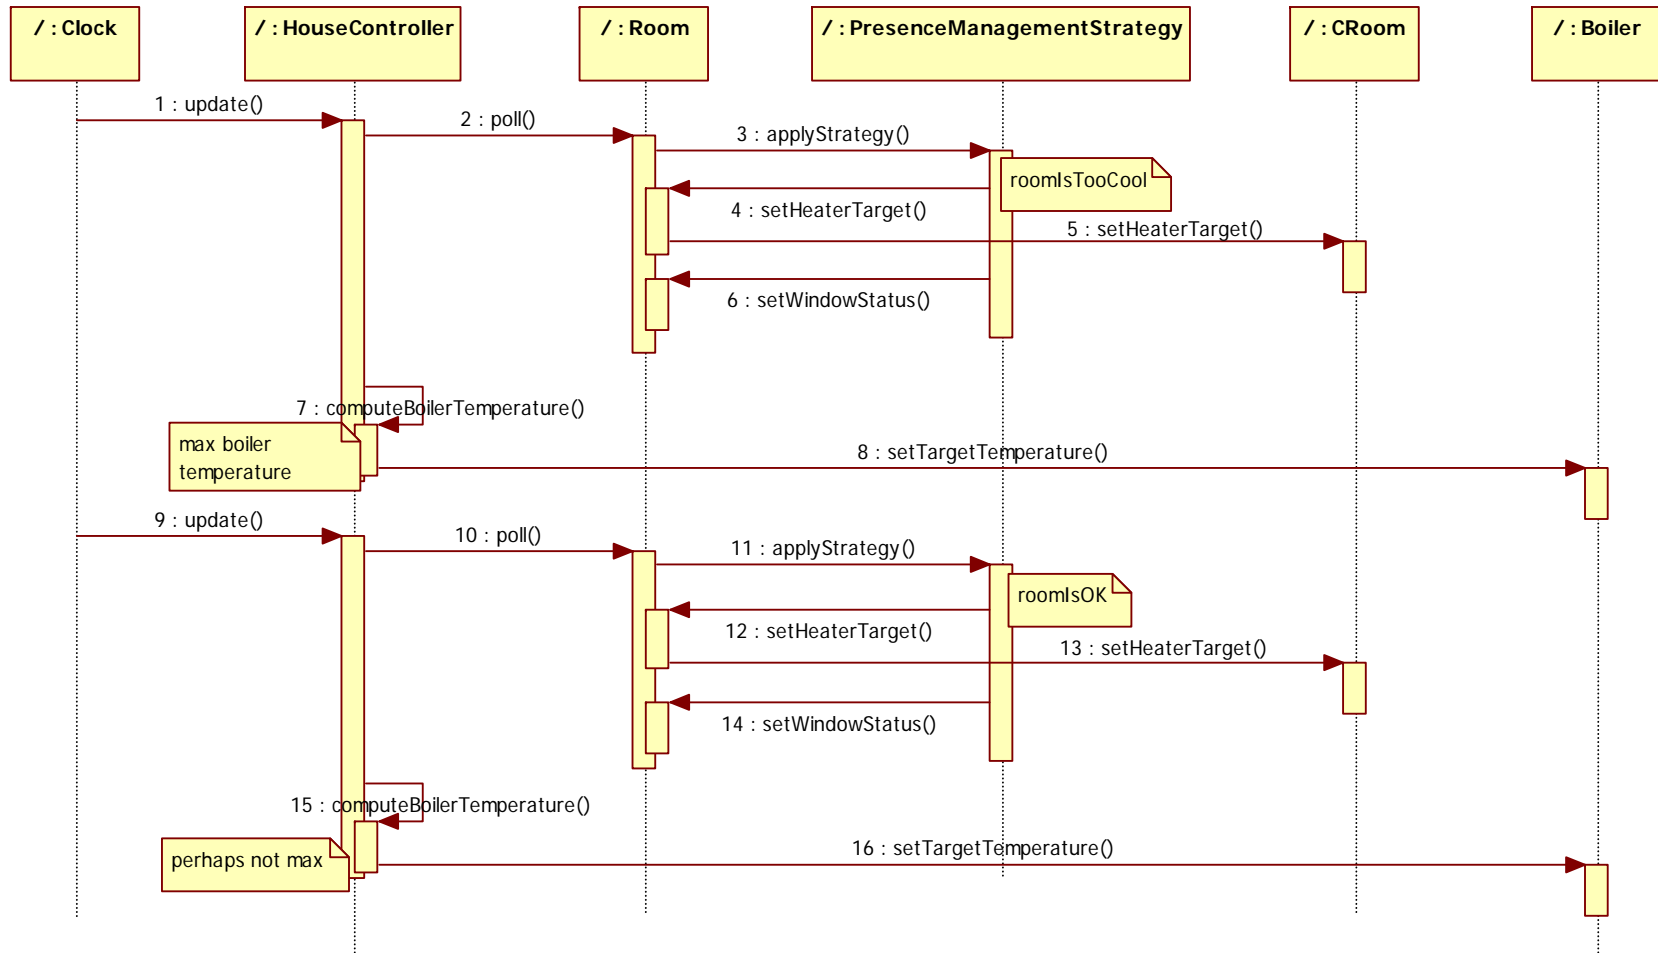 / : Clock
/ : HouseController
/ : Room
/ : PresenceManagementStrategy
/ : CRoom
/ : Boiler
1 : update()
2 : poll()
3 : applyStrategy()
roomIsTooCool
4 : setHeaterTarget()
5 : setHeaterTarget()
6 : setWindowStatus()
7 : computeBoilerTemperature()
max boiler
temperature
8 : setTargetTemperature()
9 : update()
10 : poll()
11 : applyStrategy()
roomIsOK
12 : setHeaterTarget()
13 : setHeaterTarget()
14 : setWindowStatus()
15 : computeBoilerTemperature()
perhaps not max
16 : setTargetTemperature()